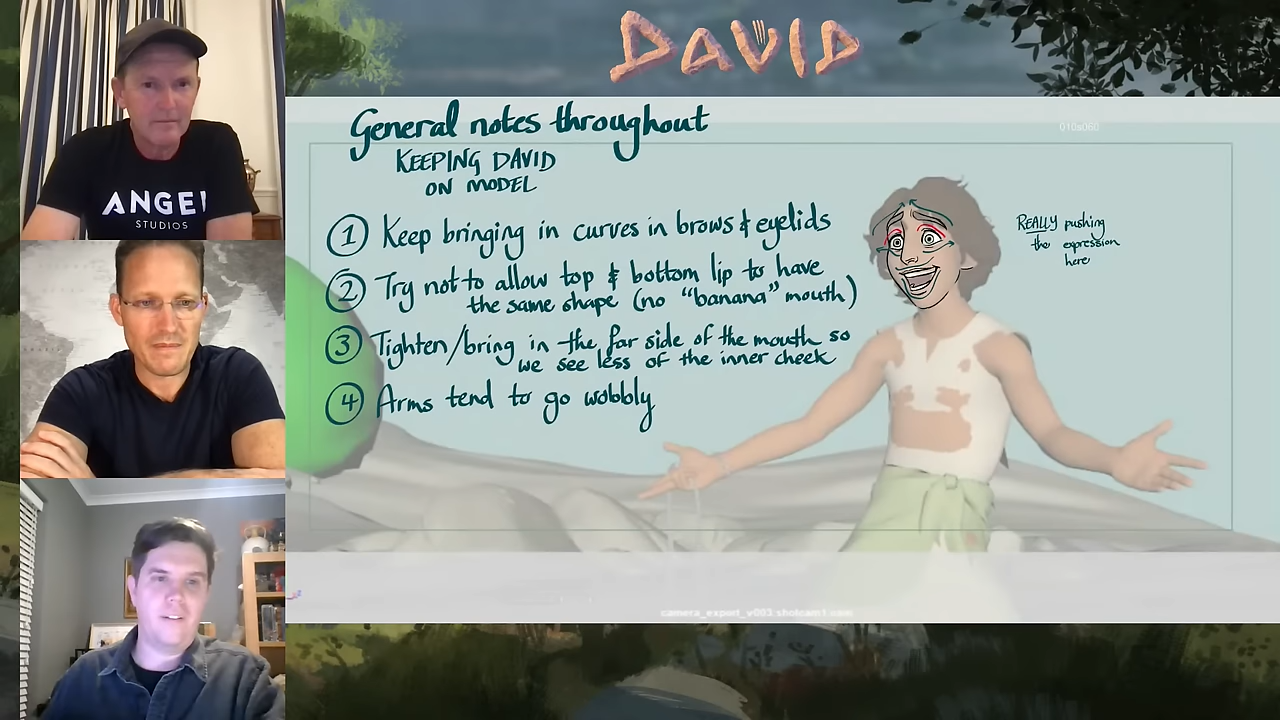 DAVID
General notes throughout
010s060
KEEPING DAVID
ON MODEL
① Keep bringing in curves in brows & eyelids
② Try not to allow top & bottom lip to have
the same shape (no "banana" mouth)
③ Tighten/bring in the far side of the mouth so
we see less of the inner cheek
④ Arms tend to go wobbly
REALLY pushing
the expression
here
ANGEL
STUDIOS